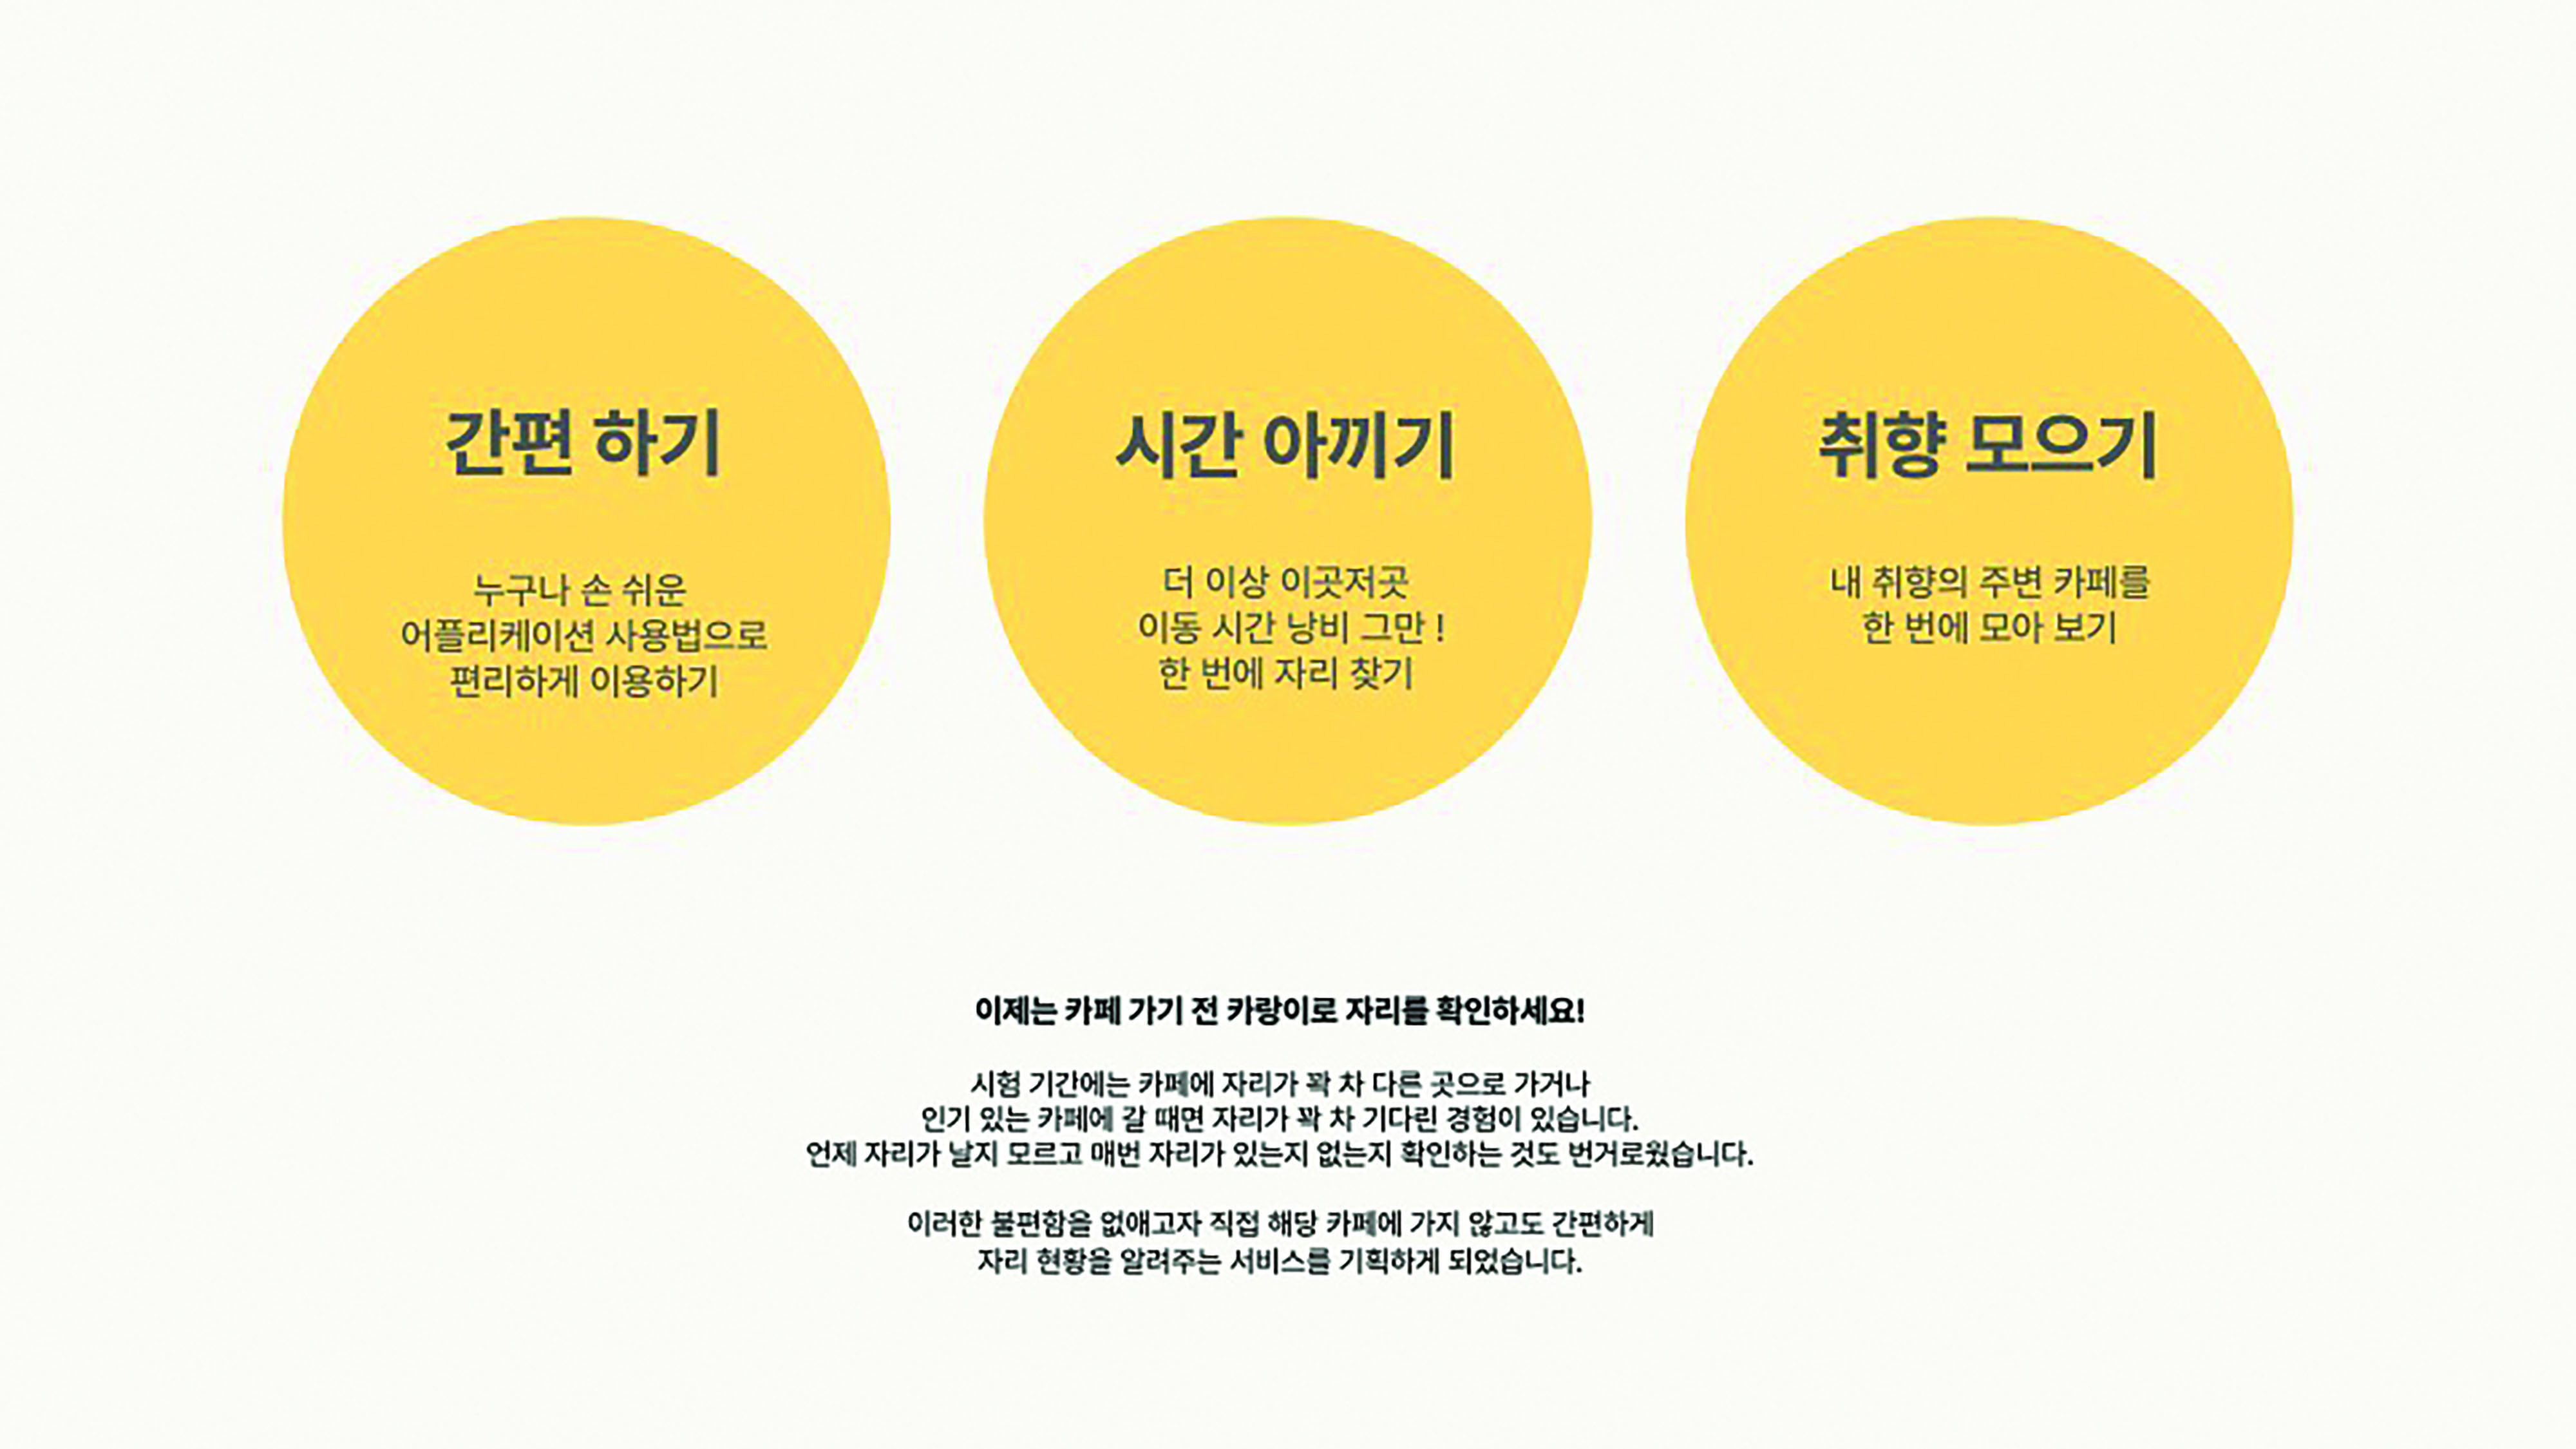 간편 하기
누구나 손 쉬운
어플리케이션 사용법으로
편리하게 이용하기
시간 아끼기
더 이상 이곳저곳
이동 시간 낭비 그만 !
한 번에 자리 찾기
취향 모으기
내 취향의 주변 카페를
한 번에 모아 보기
이제는 카페 가기 전 카랑이로 자리를 확인하세요!
시험 기간에는 카페에 자리가 꽉 차 다른 곳으로 가거나
인기 있는 카페에 갈 때면 자리가 꽉 차 기다린 경험이 있습니다.
언제 자리가 날지 모르고 매번 자리가 있는지 없는지 확인하는 것도 번거로웠습니다.
이러한 불편함을 없애고자 직접 해당 카페에 가지 않고도 간편하게
자리 현황을 알려주는 서비스를 기획하게 되었습니다.